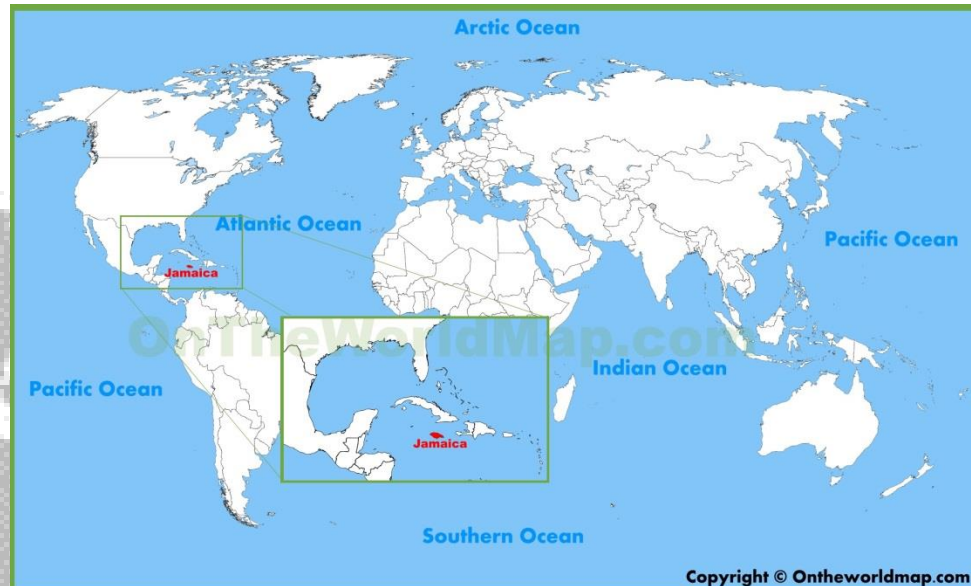 Arctic Ocean
Atlantic Ocean
Pacific Ocean
Jamaica
OnTheWorldMap.com
Indian Ocean
Pacific Ocean
Jamaica
Southern Ocean
Copyright © Ontheworldmap.com